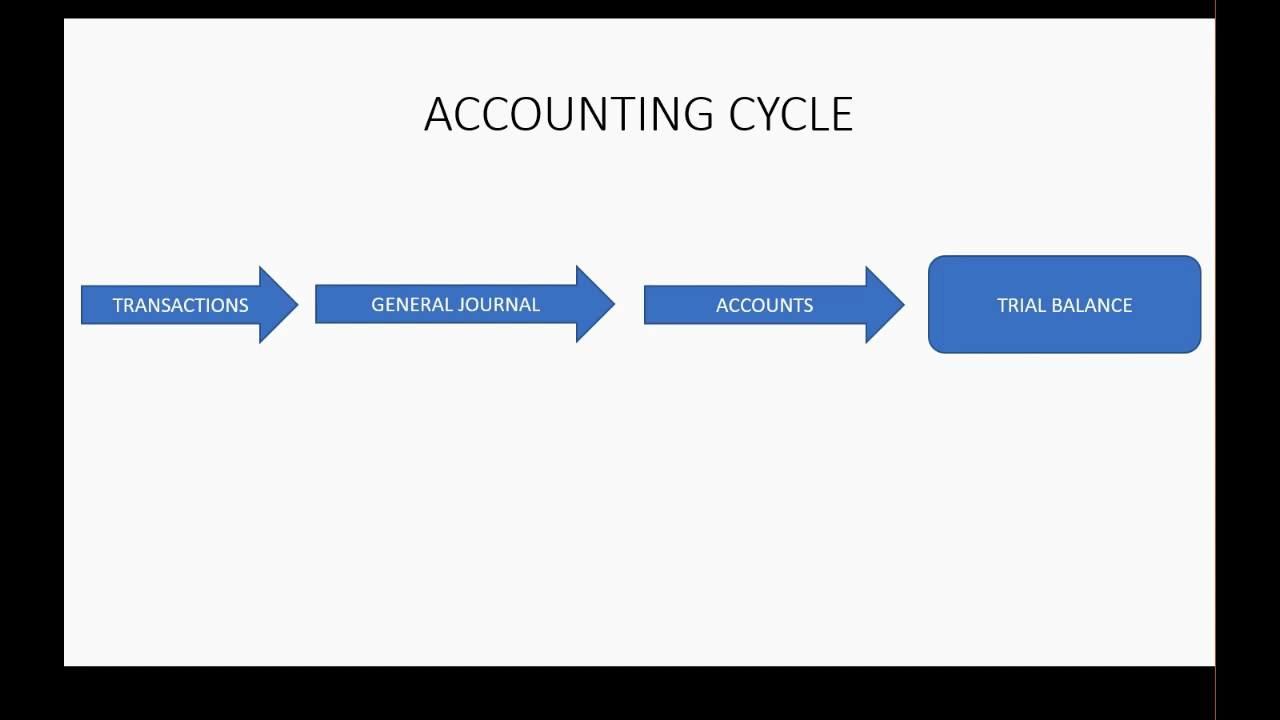 ACCOUNTING CYCLE
TRANSACTIONS
GENERAL JOURNAL
ACCOUNTS
TRIAL BALANCE